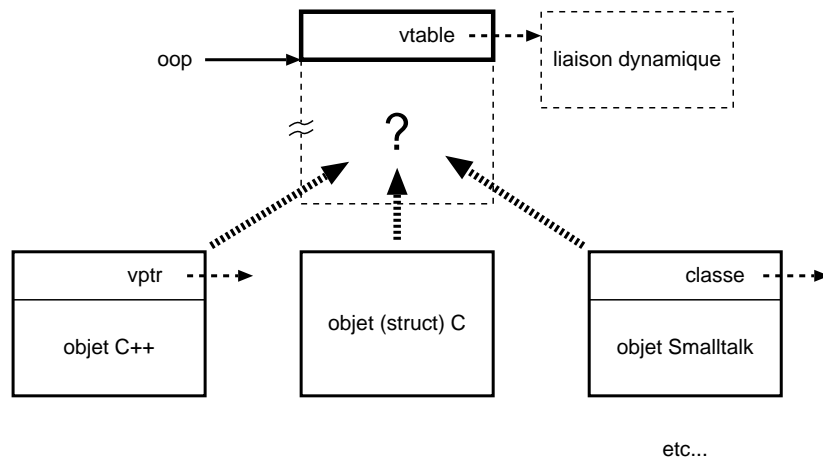 vtable
oop
liaison dynamique
?
vptr
classe
objet (struct) C
objet C++
objet Smalltalk
etc...